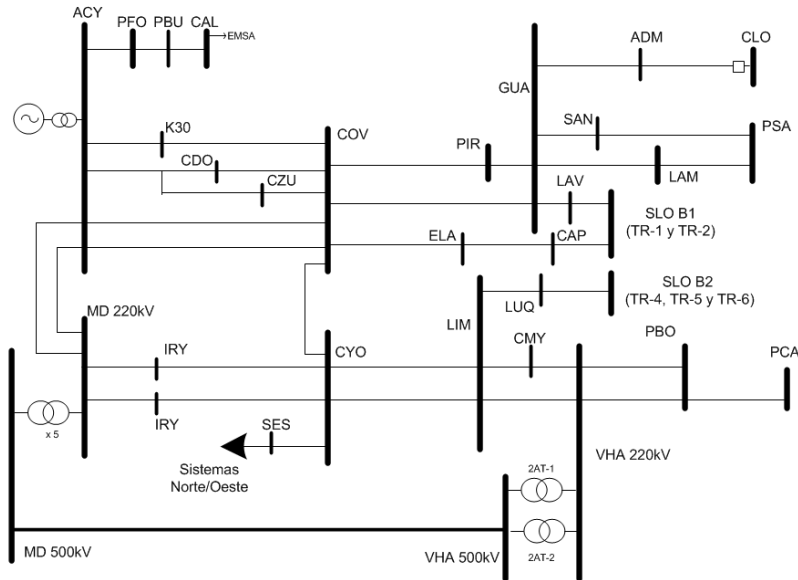 ACY
PFO
PBU
CAL
EMSA
ADM
CLO
GUA
K30
COV
SAN
PSA
PIR
CDO
LAM
CZU
LAV
SLO B1
(TR-1 y TR-2)
ELA
CAP
SLO B2
(TR-4, TR-5 y TR-6)
LUQ
MD 220kV
LIM
PBO
IRY
CYO
CMY
PCA
x 5
IRY
SES
Sistemas
Norte/Oeste
VHA 220kV
2AT-1
2AT-2
MD 500kV
VHA 500kV